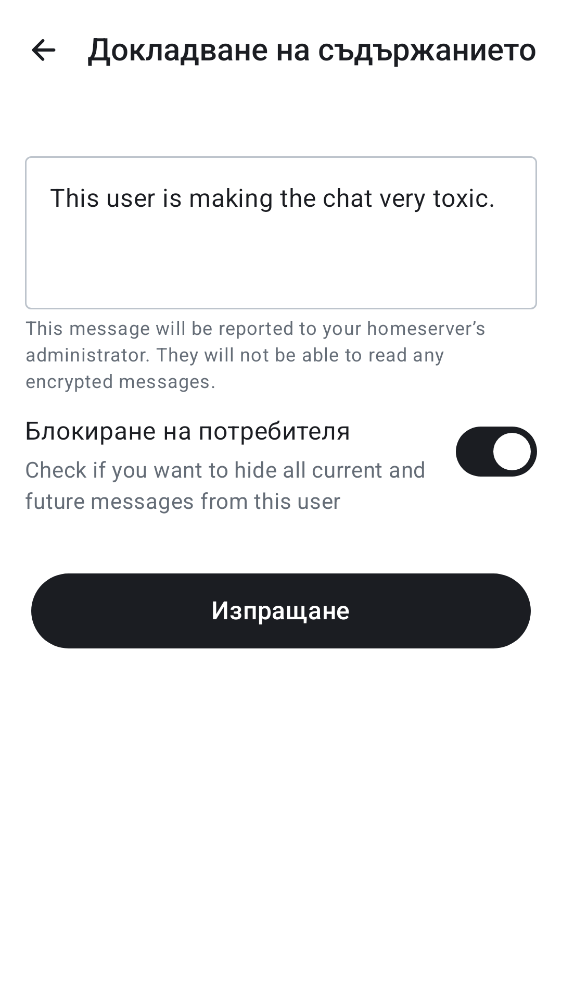 Докладване на съдържанието
This user is making the chat very toxic.
This message will be reported to your homeserver’s
administrator. They will not be able to read any
encrypted messages.
Блокиране на потребителя
Check if you want to hide all current and
future messages from this user
Изпращане